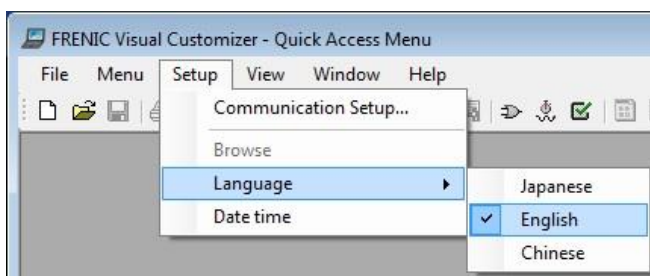 FRENIC Visual Customizer - Quick Access Menu
File Menu Setup View Window Help
Communication Setup...
Browse
Language
Date time
Japanese
English
Chinese